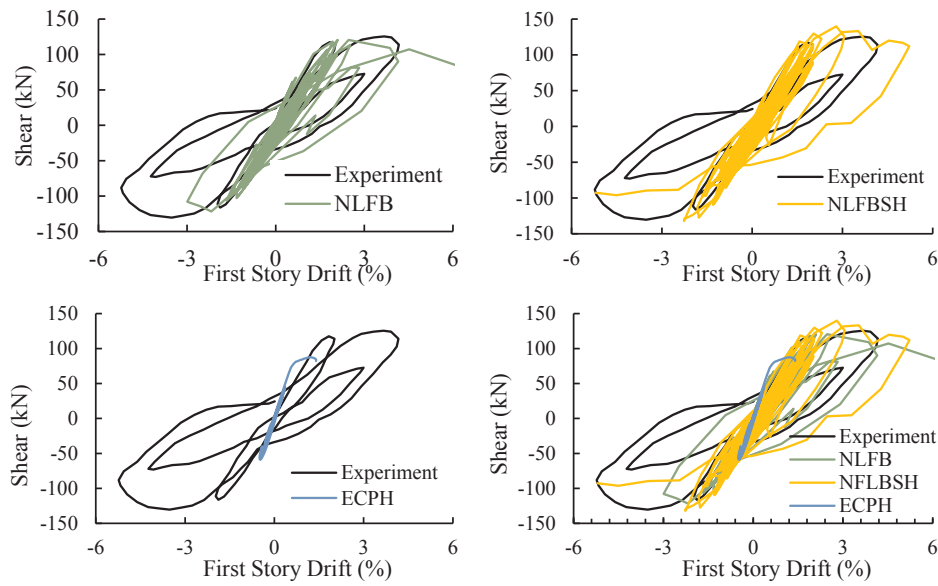 150
100
50
0
-50
-100
-150
Shear (kN)
Experiment
NLFB
-6
-3
0
3
6
First Story Drift (%)
150
100
50
0
-50
-100
-150
Shear (kN)
Experiment
NLFBSH
-6
-3
0
3
6
First Story Drift (%)
150
100
50
0
-50
-100
-150
Shear (kN)
Experiment
ECPH
-6
-3
0
3
6
First Story Drift (%)
150
100
50
0
-50
-100
-150
Shear (kN)
Experiment
NLFB
NFLBSH
ECPH
-6
-3
0
3
6
First Story Drift (%)